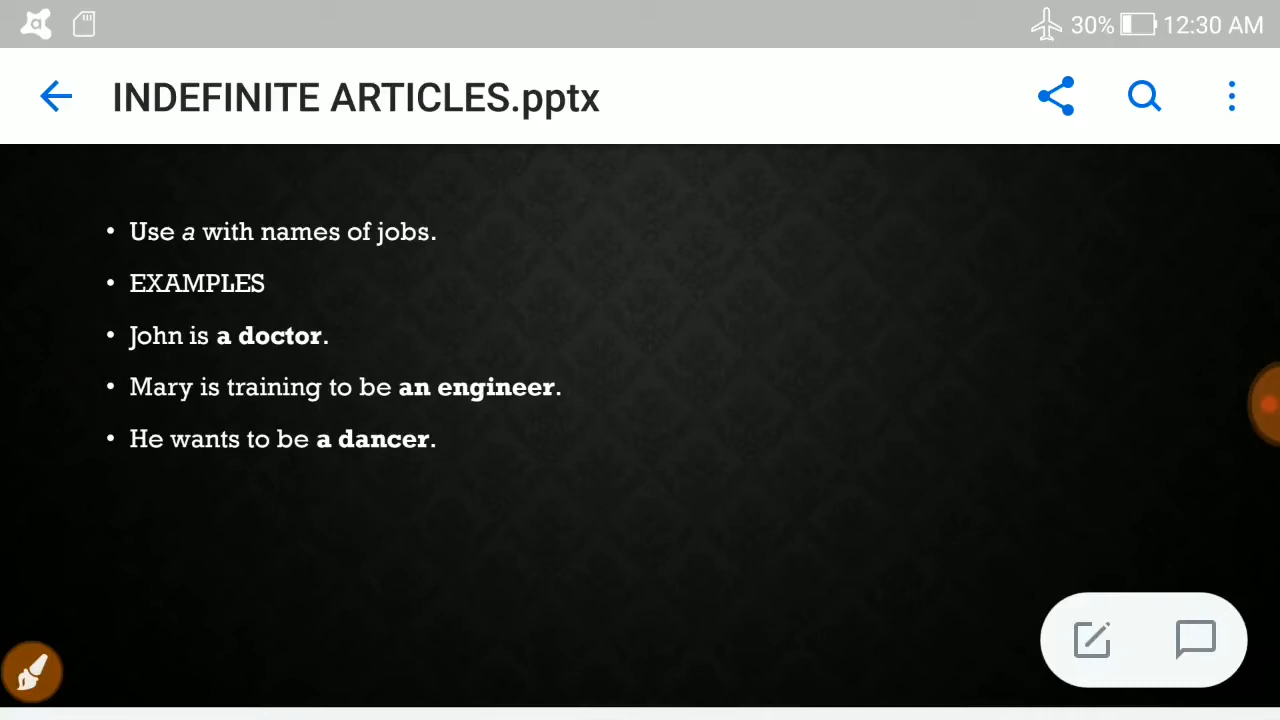 30% 12:30 AM
INDEFINITE ARTICLES.pptx
• Use a with names of jobs.
• EXAMPLES
• John is a doctor.
• Mary is training to be an engineer.
• He wants to be a dancer.